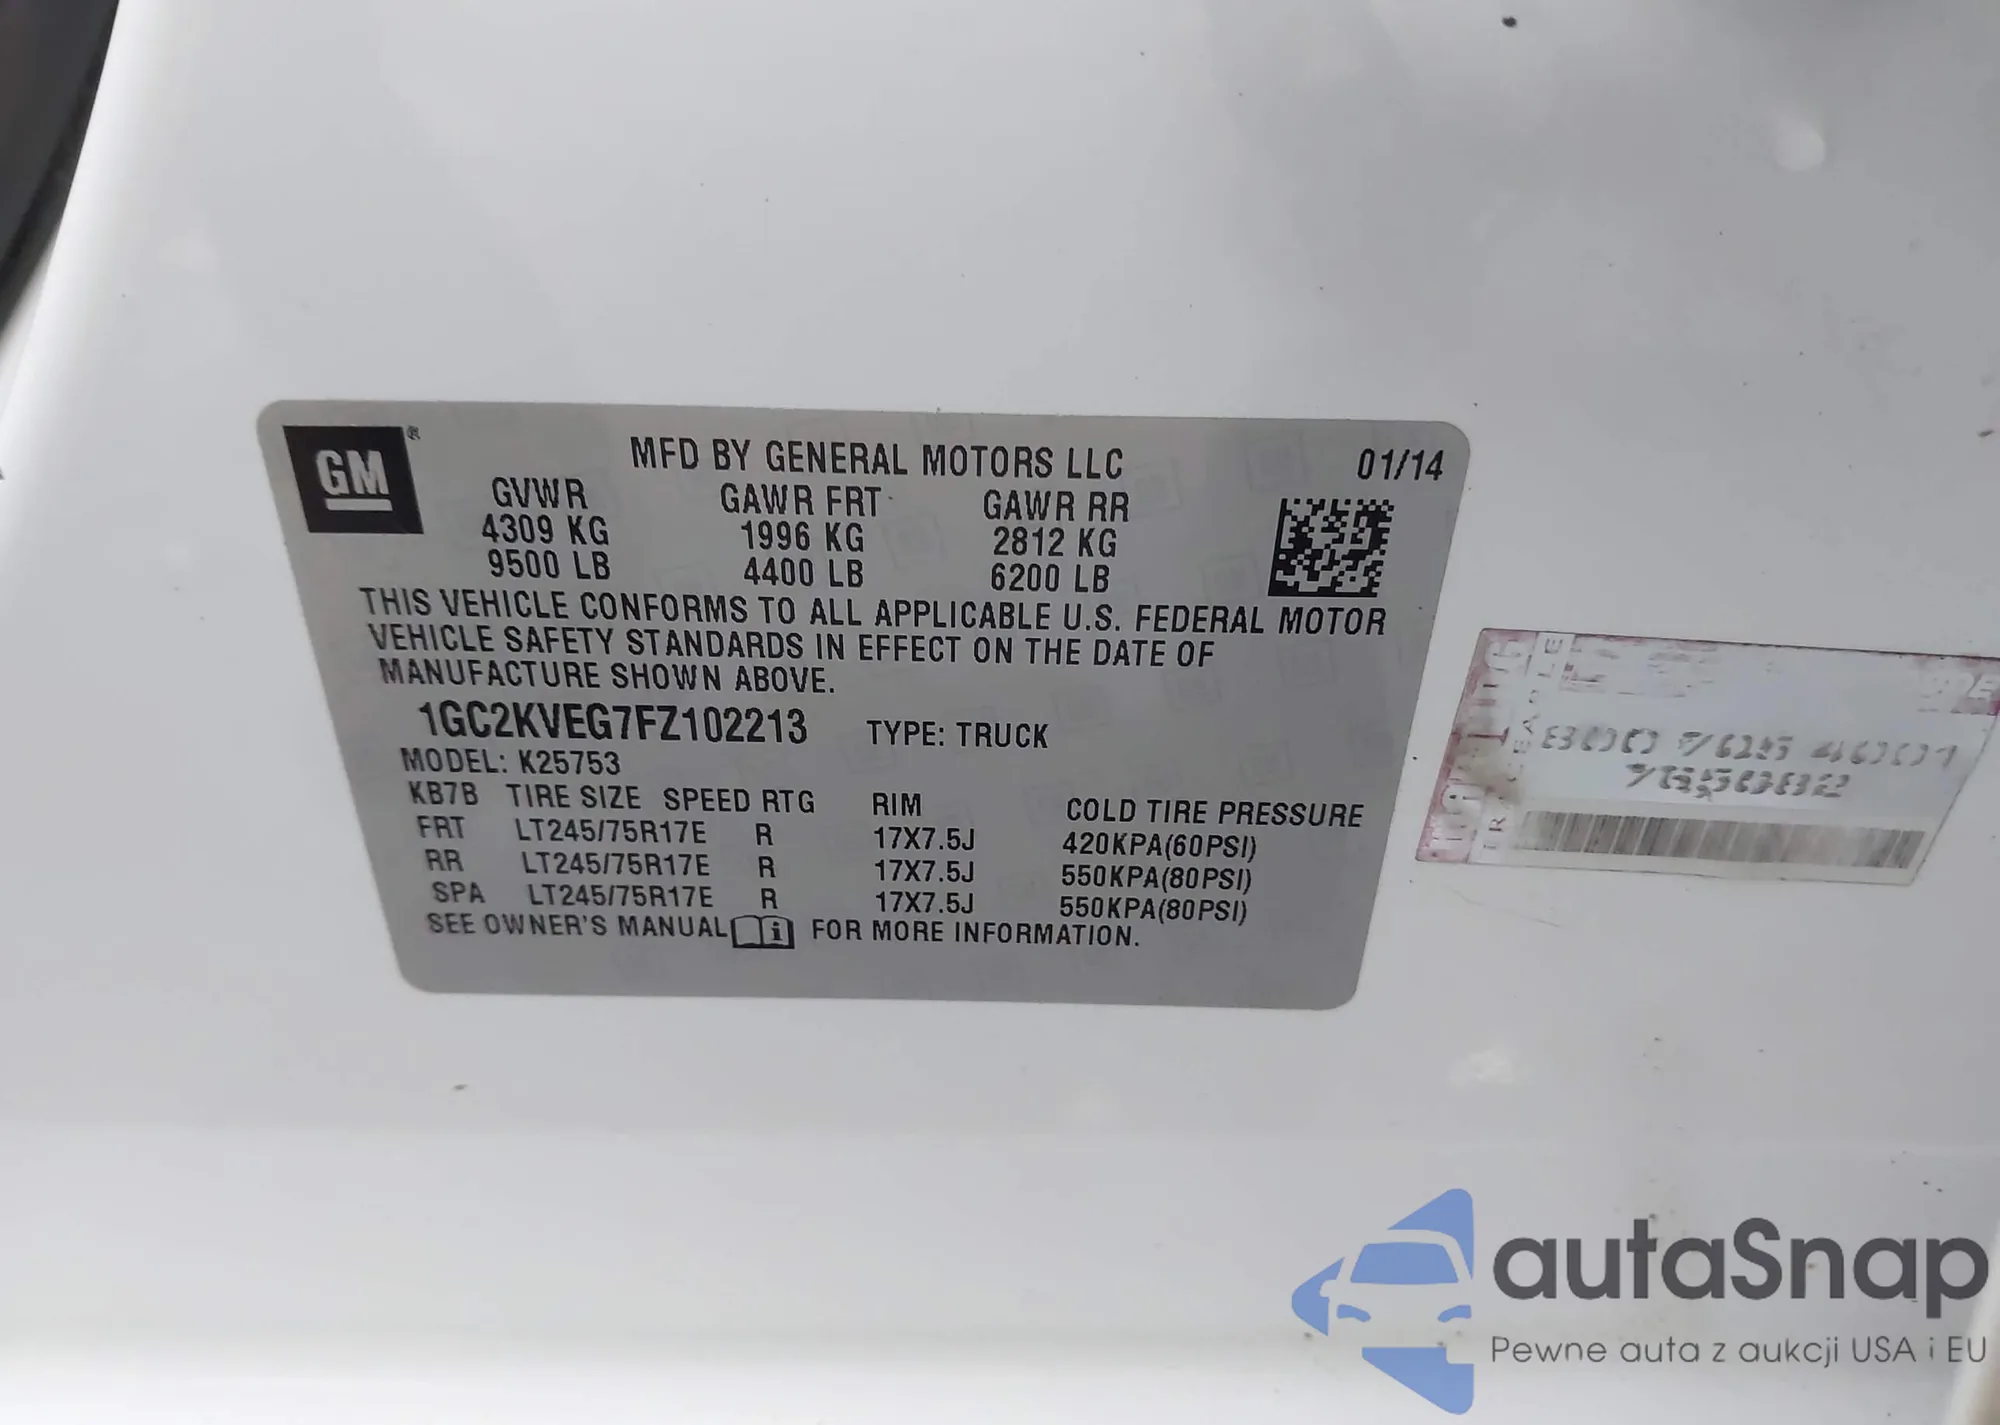 GM
MFD BY GENERAL MOTORS LLC 01/14
GVWR GAWR FRT GAWR RR
4309 KG 1996 KG 2812 KG
9500 LB 4400 LB 6200 LB
THIS VEHICLE CONFORMS TO ALL APPLICABLE U.S. FEDERAL MOTOR
VEHICLE SAFETY STANDARDS IN EFFECT ON THE DATE OF
MANUFACTURE SHOWN ABOVE.
1GC2KVEG7FZ102213 TYPE: TRUCK
MODEL: K25753
KB7B TIRE SIZE SPEED RTG RIM COLD TIRE PRESSURE
FRT LT245/75R17E R 17X7.5J 420KPA(60PSI)
RR LT245/75R17E R 17X7.5J 550KPA(80PSI)
SPA LT245/75R17E R 17X7.5J 550KPA(80PSI)
SEE OWNER'S MANUAL FOR MORE INFORMATION.
autaSnap
Pewne auta z aukcji USA i EU